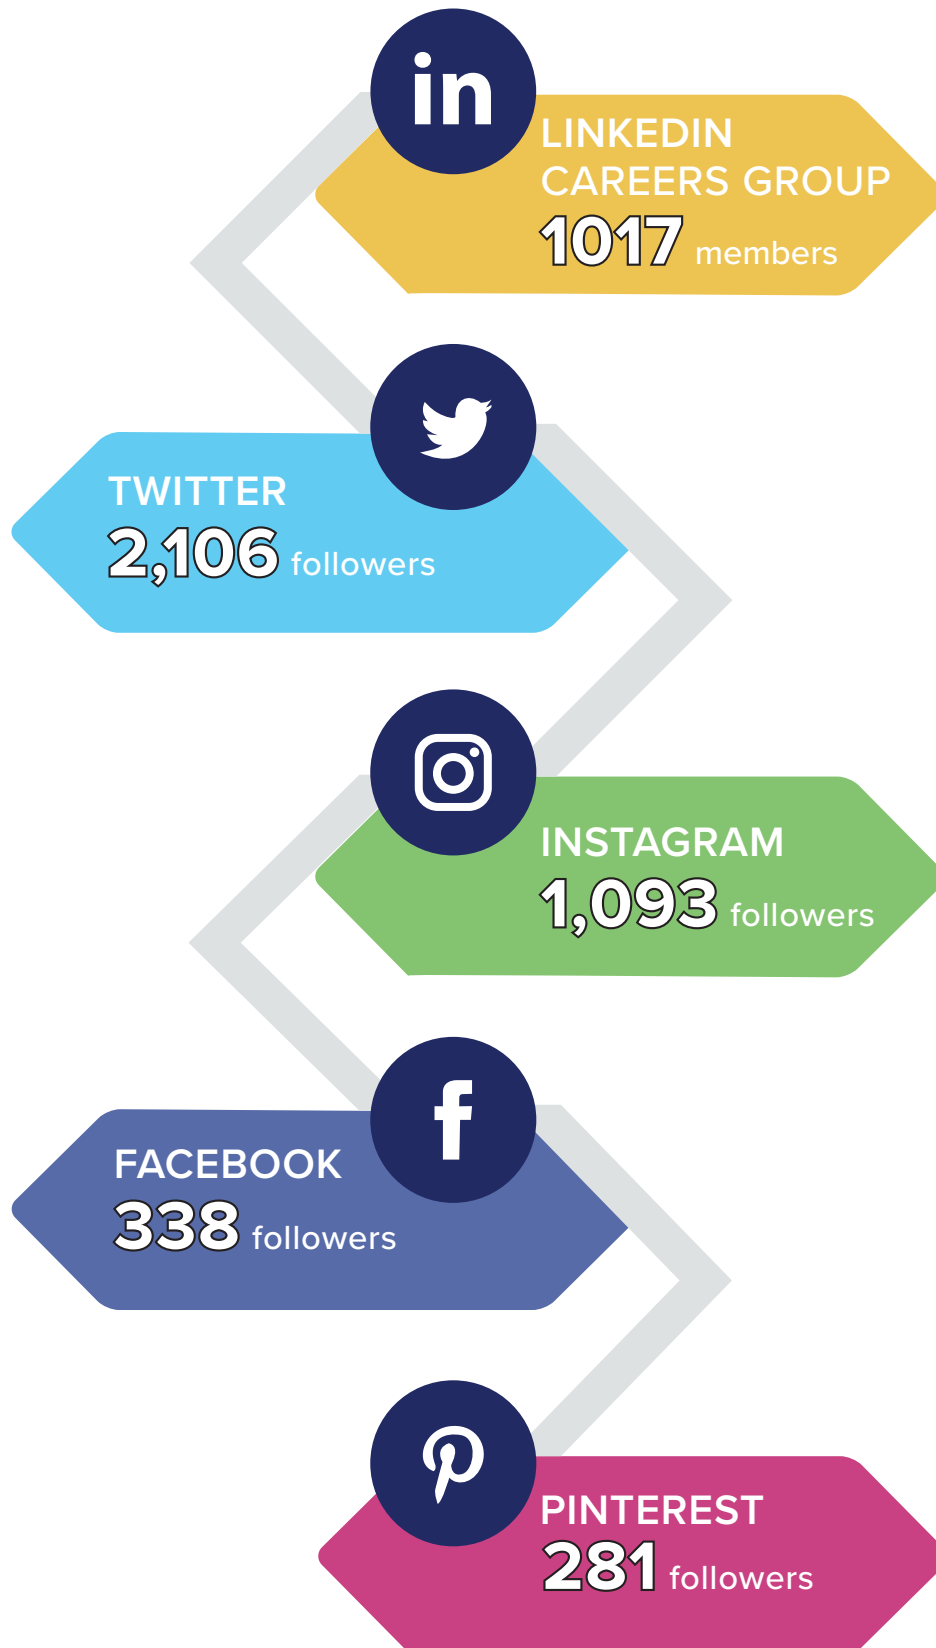 in
LINKEDIN
CAREERS GROUP
1017 members
TWITTER
2,106 followers
INSTAGRAM
1,093 followers
f
FACEBOOK
338 followers
PINTEREST
281 followers